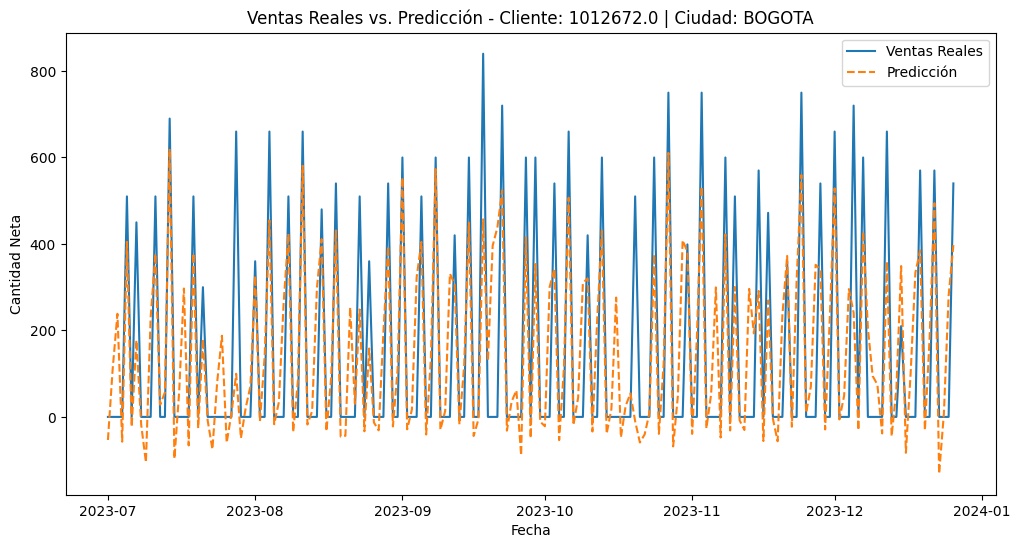 Ventas Reales vs. Predicción - Cliente: 1012672.0 | Ciudad: BOGOTA
Ventas Reales
Predicción
Cantidad Neta
800
600
400
200
0
2023-07
2023-08
2023-09
2023-10
2023-11
2023-12
2024-01
Fecha